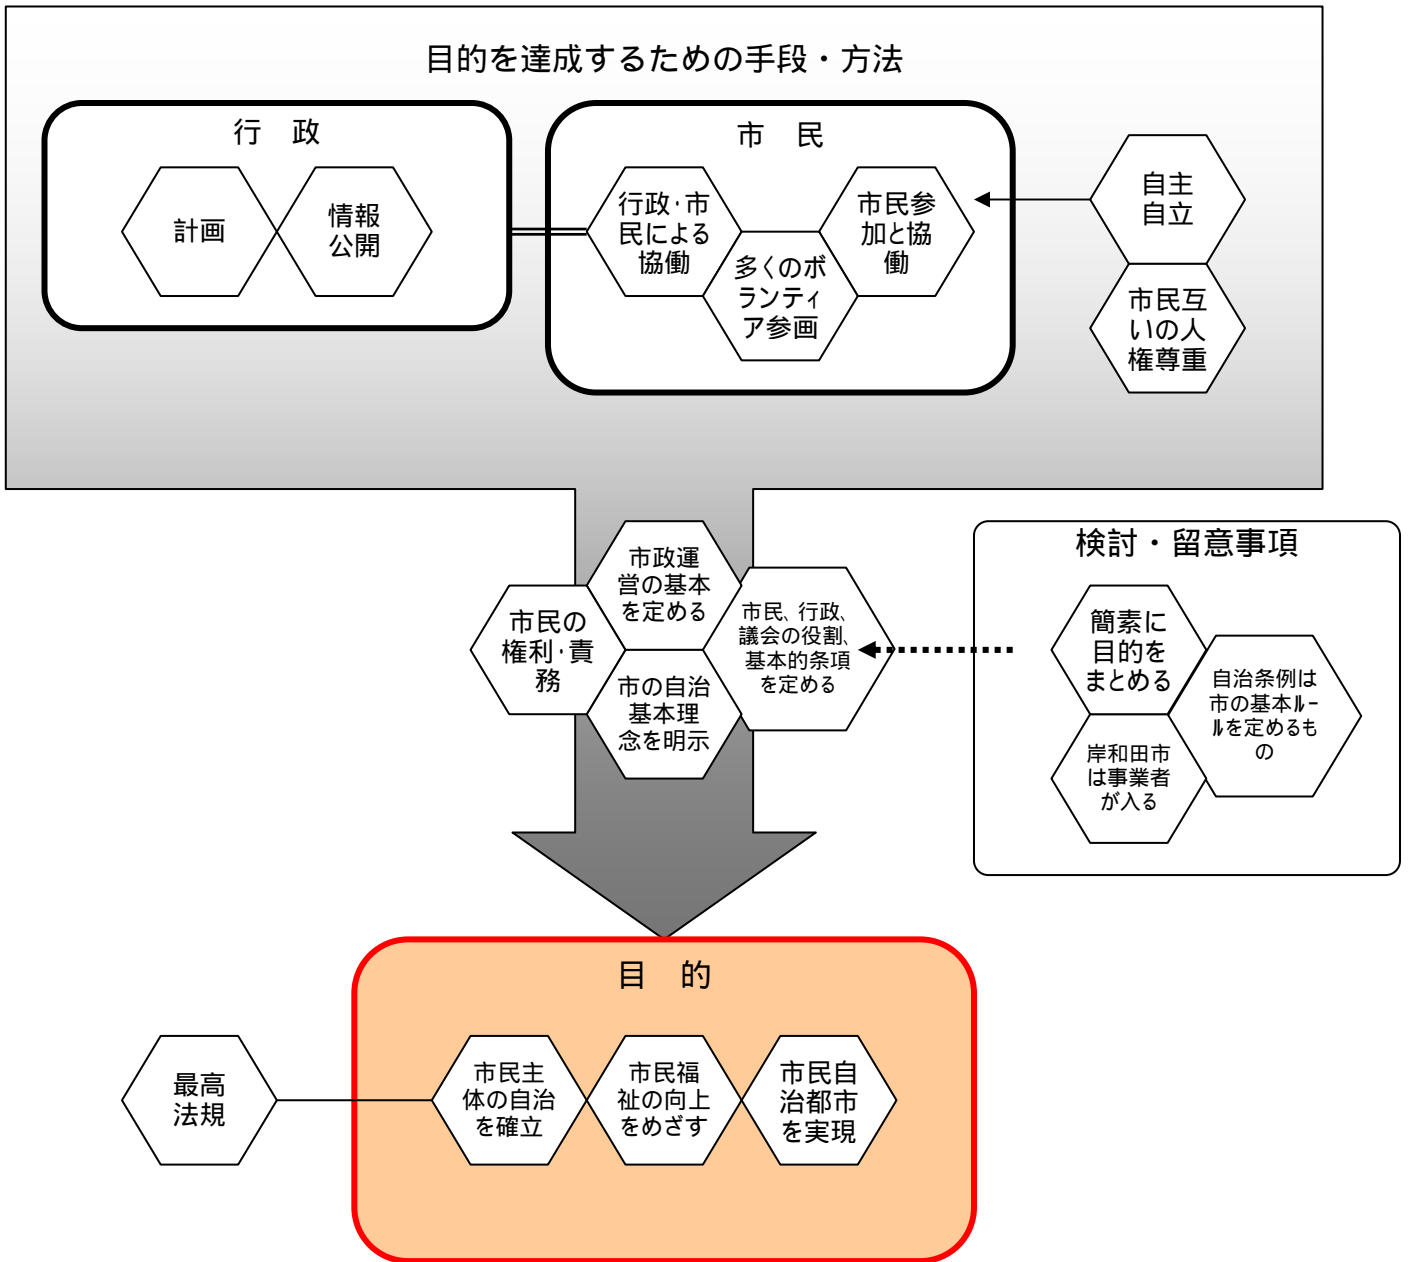 目的を達成するための手段・方法
行　政
計画
情報
公開
市　民
行政・市
民による
協働
多くのボ
ランティ
ア参画
市民参
加と協
働
自主
自立
市民互
いの人
権尊重
市政運
営の基本
を定める
市民の
権利・責
務
市の自治
基本理
念を明示
市民、行政、
議会の役割、
基本的条項
を定める
検討・留意事項
簡素に
目的を
まとめる
自治条例は
市の基本ルー
ルを定めるも
の
岸和田市
は事業者
が入る
目　的
最高
法規
市民主
体の自治
を確立
市民福
祉の向上
をめざす
市民自
治都市
を実現